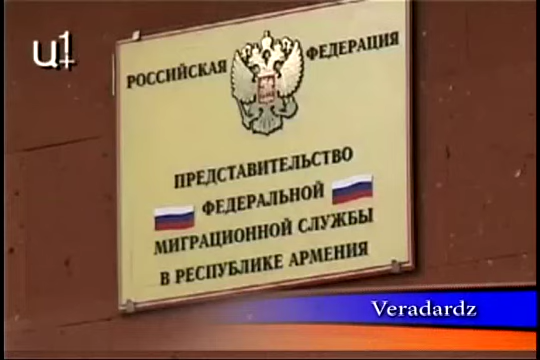 ա1+
РОССИЙСКАЯ ФЕДЕРАЦИЯ
ПРЕДСТАВИТЕЛЬСТВО
ФЕДЕРАЛЬНОЙ
МИГРАЦИОННОЙ СЛУЖБЫ
В РЕСПУБЛИКЕ АРМЕНИЯ
Veradardz